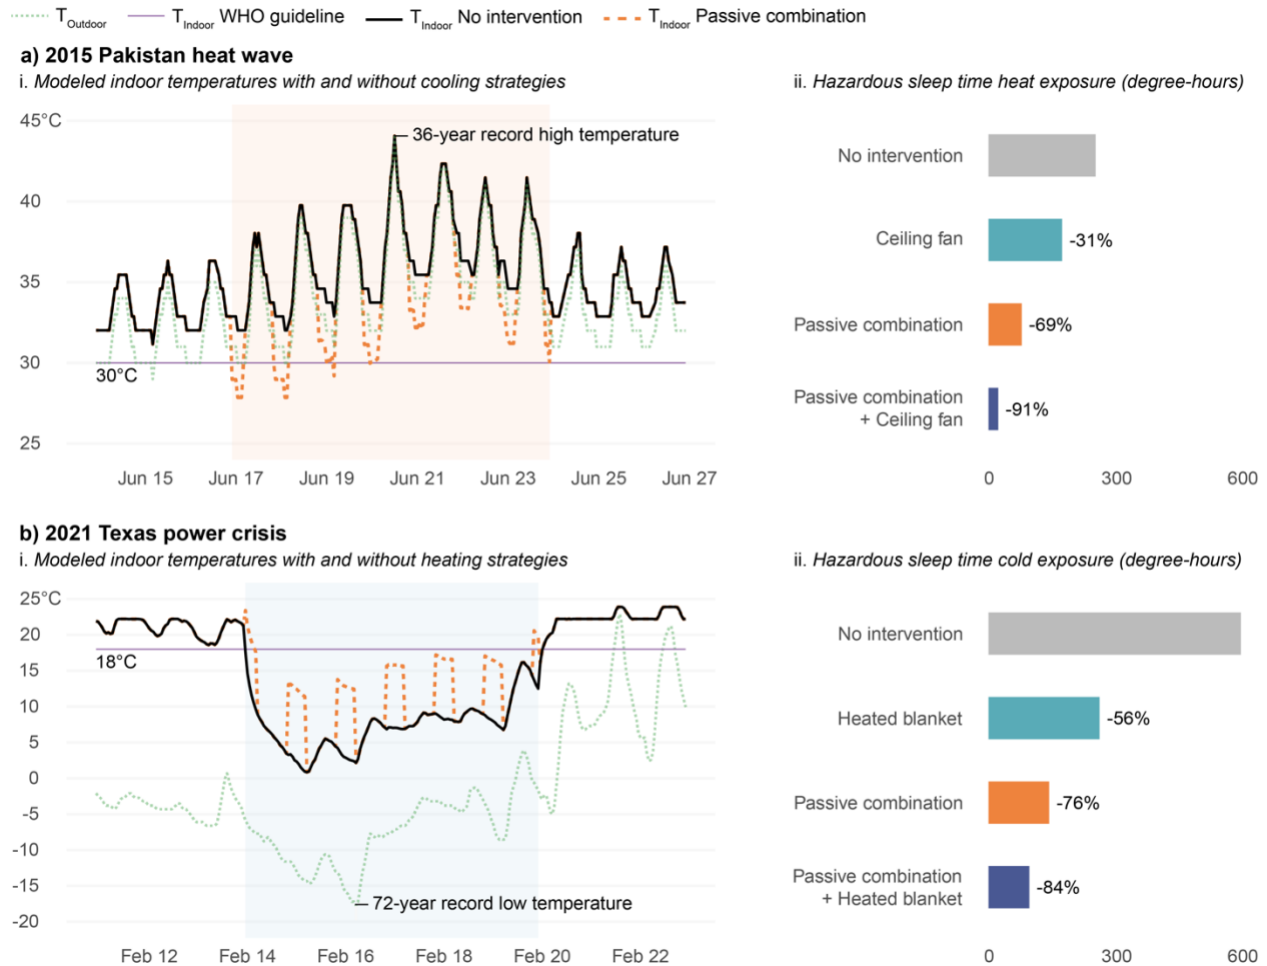 T Outdoor T Indoor WHO guideline T Indoor No intervention T Indoor Passive combination
a) 2015 Pakistan heat wave
i. Modeled indoor temperatures with and without cooling strategies
45°C
36-year record high temperature
40
35
30
30°C
25
Jun 15 Jun 17 Jun 19 Jun 21 Jun 23 Jun 25 Jun 27
ii. Hazardous sleep time heat exposure (degree-hours)
No intervention
Ceiling fan -31%
Passive combination -69%
Passive combination
+ Ceiling fan -91%
0 300 600
b) 2021 Texas power crisis
i. Modeled indoor temperatures with and without heating strategies
25°C
20
18°C
15
10
5
0
-5
-10
-15
72-year record low temperature
-20
Feb 12 Feb 14 Feb 16 Feb 18 Feb 20 Feb 22
ii. Hazardous sleep time cold exposure (degree-hours)
No intervention
Heated blanket -56%
Passive combination -76%
Passive combination
+ Heated blanket -84%
0 300 600